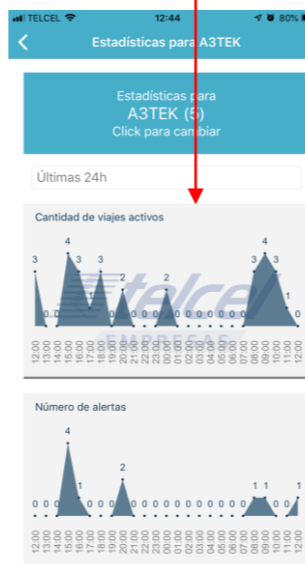 TELCEL 12:44 80%
Estadísticas para A3TEK
Estadísticas para
A3TEK (5)
Click para cambiar
Últimas 24h
Cantidad de viajes activos
3 0 0 4 3 1 3 0 2 0 0 0 2 0 0 0 0 0 0 0 3 4 3 1 0
telcel
EMPRESAS
12:00 13:00 14:00 15:00 16:00 17:00 18:00 19:00 20:00 21:00 22:00 23:00 00:00 01:00 02:00 03:00 04:00 05:00 06:00 07:00 08:00 09:00 10:00 11:00 12:00
Número de alertas
0 0 0 4 1 0 0 0 2 0 0 0 0 0 0 0 0 0 0 0 1 1 0 0 1
12:00 13:00 14:00 15:00 16:00 17:00 18:00 19:00 20:00 21:00 22:00 23:00 00:00 01:00 02:00 03:00 04:00 05:00 06:00 07:00 08:00 09:00 10:00 11:00 12:00